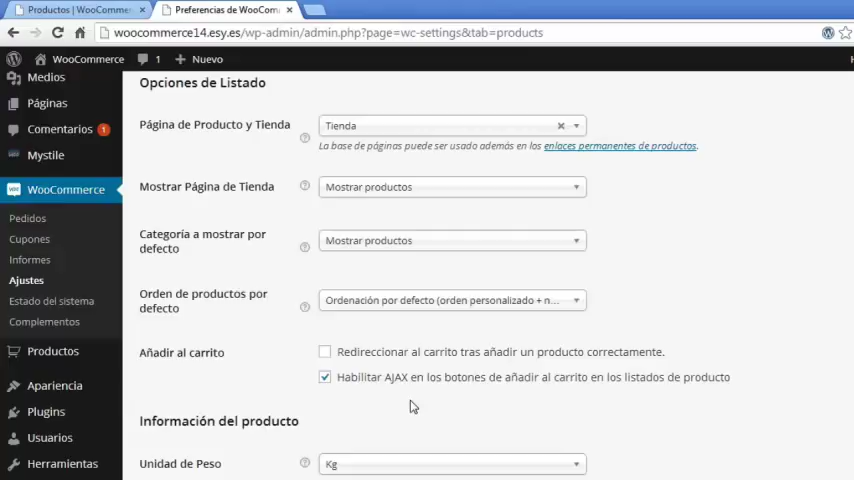 Productos | WooCommer
Preferencias de WooCom
woocommerce14.esy.es/wp-admin/admin.php?page=wc-settings&tab=products
WooCommerce
1
Nuevo
Medios
Páginas
Comentarios 1
Mystile
WooCommerce
Pedidos
Cupones
Informes
Ajustes
Estado del sistema
Complementos
Productos
Apariencia
Plugins
Usuarios
Herramientas
Opciones de Listado
Página de Producto y Tienda
Tienda
La base de páginas puede ser usado además en los enlaces permanentes de productos.
Mostrar Página de Tienda
Mostrar productos
Categoría a mostrar por
defecto
Mostrar productos
Orden de productos por
defecto
Ordenación por defecto (orden personalizado + n...
Añadir al carrito
Redireccionar al carrito tras añadir un producto correctamente.
Habilitar AJAX en los botones de añadir al carrito en los listados de producto
Información del producto
Unidad de Peso
Kg